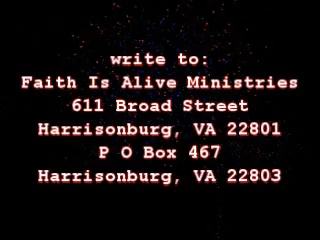 write to:
Faith Is Alive Ministries
611 Broad Street
Harrisonburg, VA 22801
P O Box 467
Harrisonburg, VA 22803